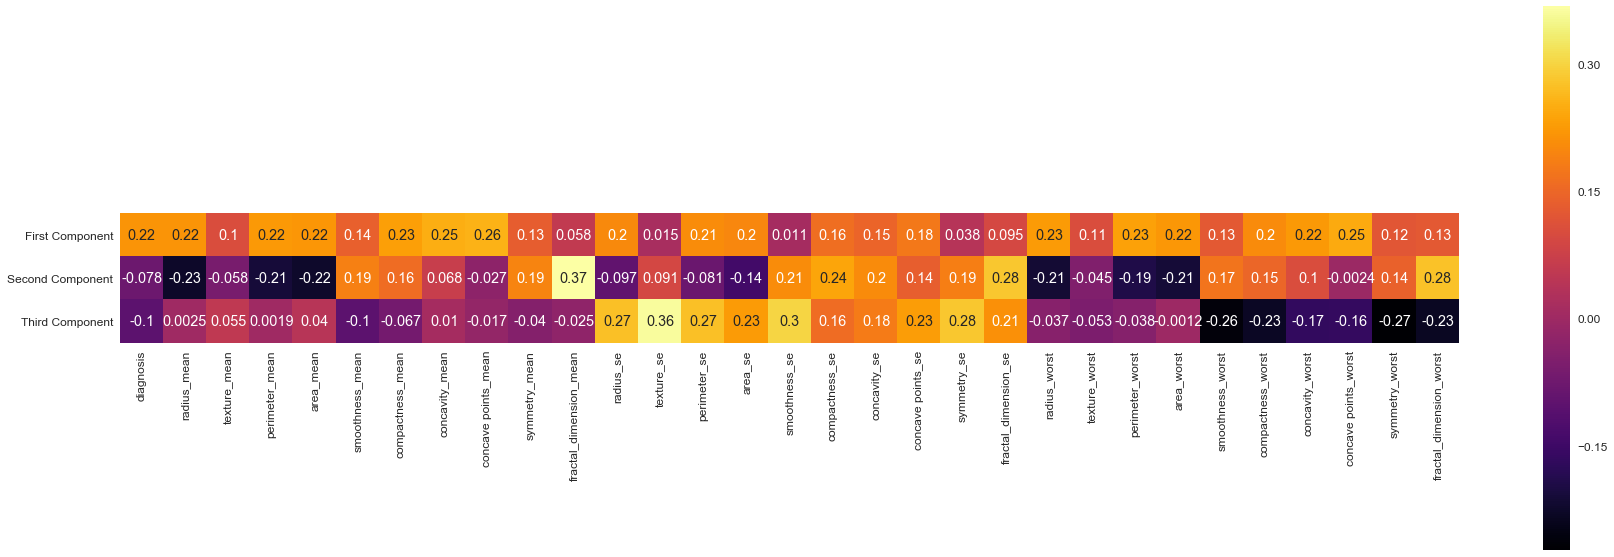 0.30
0.15
0.00
−0.15
First Component 0.22 0.22 0.1 0.22 0.22 0.14 0.23 0.25 0.26 0.13 0.058 0.2 0.015 0.21 0.2 0.011 0.16 0.15 0.18 0.038 0.095 0.23 0.11 0.23 0.22 0.13 0.2 0.22 0.25 0.12 0.13
Second Component -0.078 -0.23 -0.058 -0.21 -0.22 0.19 0.16 0.068 -0.027 0.19 0.37 -0.097 0.091 -0.081 -0.14 0.21 0.24 0.2 0.14 0.19 0.28 -0.21 -0.045 -0.19 -0.21 0.17 0.15 0.1 -0.0024 0.14 0.28
Third Component -0.1 0.0025 0.055 0.0019 0.04 -0.1 -0.067 0.01 -0.017 -0.04 -0.025 0.27 0.36 0.27 0.23 0.3 0.16 0.18 0.23 0.28 0.21 -0.037 -0.053 -0.038 -0.0012 -0.26 -0.23 -0.17 -0.16 -0.27 -0.23
diagnosis
radius_mean
texture_mean
perimeter_mean
area_mean
smoothness_mean
compactness_mean
concavity_mean
concave points_mean
symmetry_mean
fractal_dimension_mean
radius_se
texture_se
perimeter_se
area_se
smoothness_se
compactness_se
concavity_se
concave points_se
symmetry_se
fractal_dimension_se
radius_worst
texture_worst
perimeter_worst
area_worst
smoothness_worst
compactness_worst
concavity_worst
concave points_worst
symmetry_worst
fractal_dimension_worst